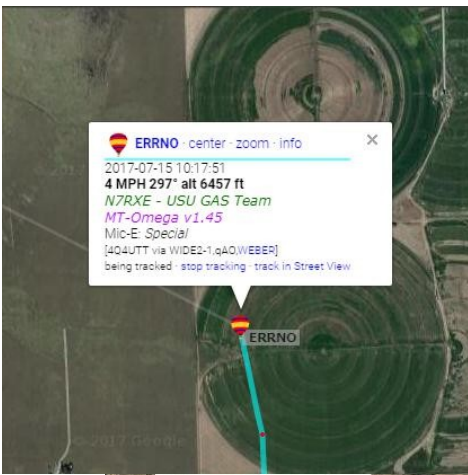 ERRNO · center · zoom · info
2017-07-15 10:17:51
4 MPH 297° alt 6457 ft
N7RXE - USU GAS Team
MT-Omega v1.45
Mic-E: Special
[4Q4UTT via WIDE2-1,qAO,WEBER]
being tracked · stop tracking · track in Street View
ERRNO
© 2017 Google